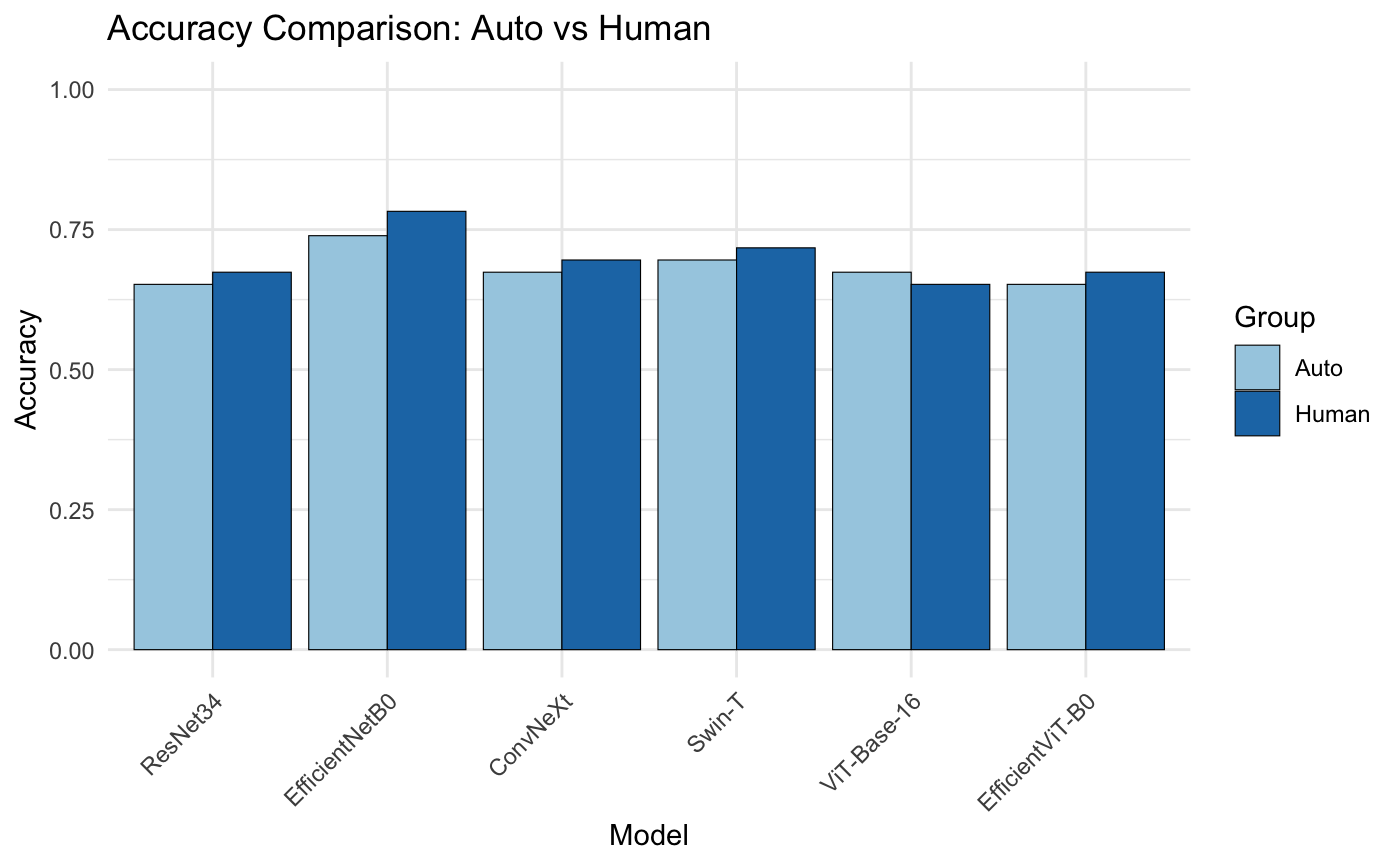 Accuracy Comparison: Auto vs Human
Accuracy
1.00
0.75
0.50
0.25
0.00
ResNet34
EfficientNetB0
ConvNeXt
Swin-T
ViT-Base-16
EfficientViT-B0
Model
Group
Auto
Human